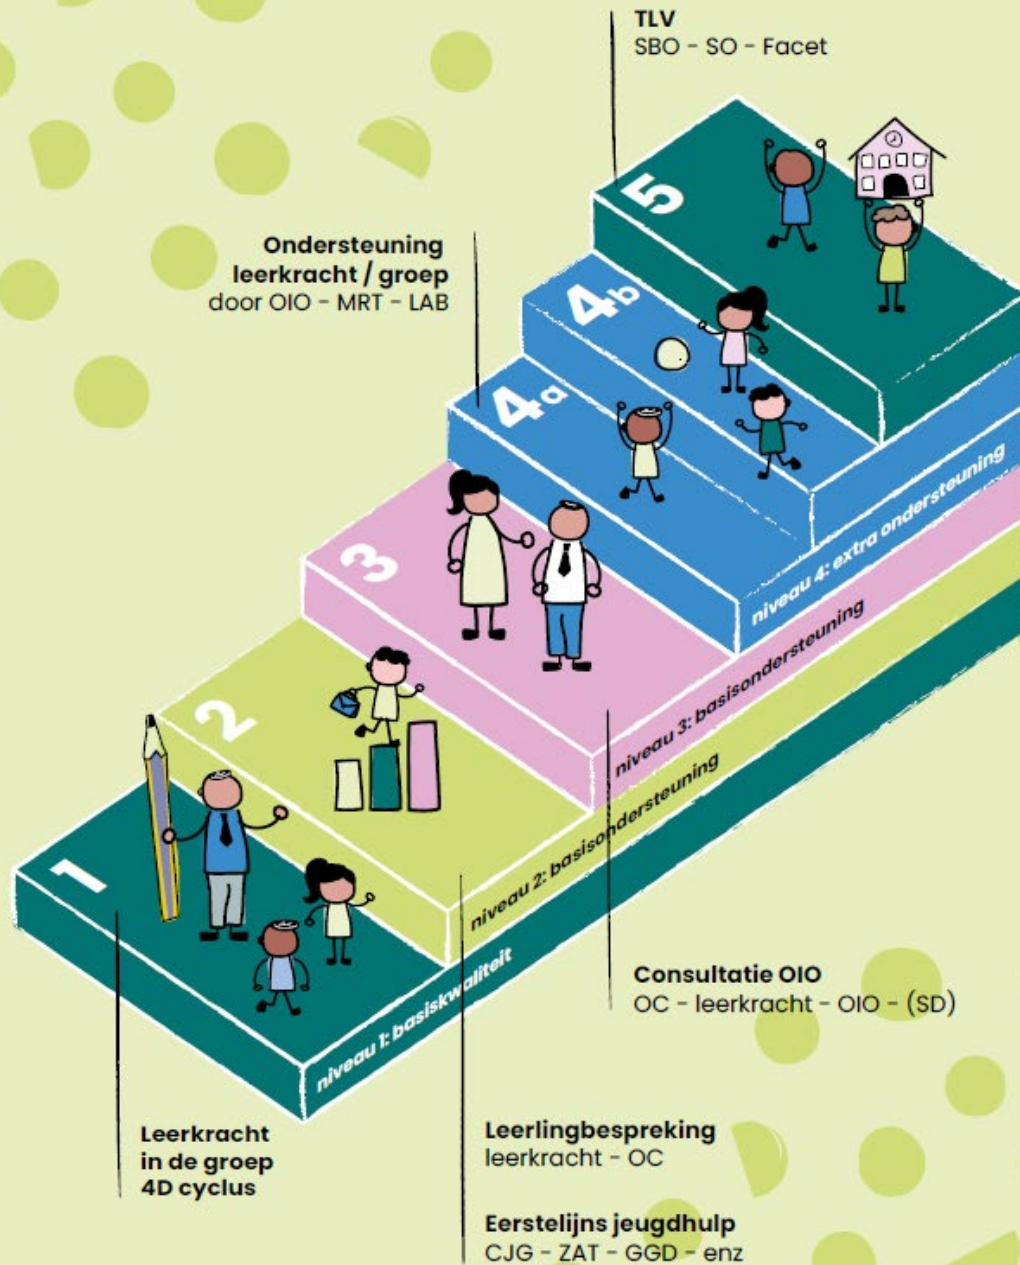 TLV
SBO - SO - Facet
5
Ondersteuning
leerkracht / groep
door OIO - MRT - LAB
4b
4a
niveau 4: extra ondersteuning
3
niveau 3: basisondersteuning
2
niveau 2: basisondersteuning
1
niveau 1: basiskwaliteit
Consultatie OIO
OC - leerkracht - OIO - (SD)
Leerkracht
in de groep
4D cyclus
Leerlingbespreking
leerkracht - OC
Eerstelijns jeugdhulp
CJG - ZAT - GGD - enz